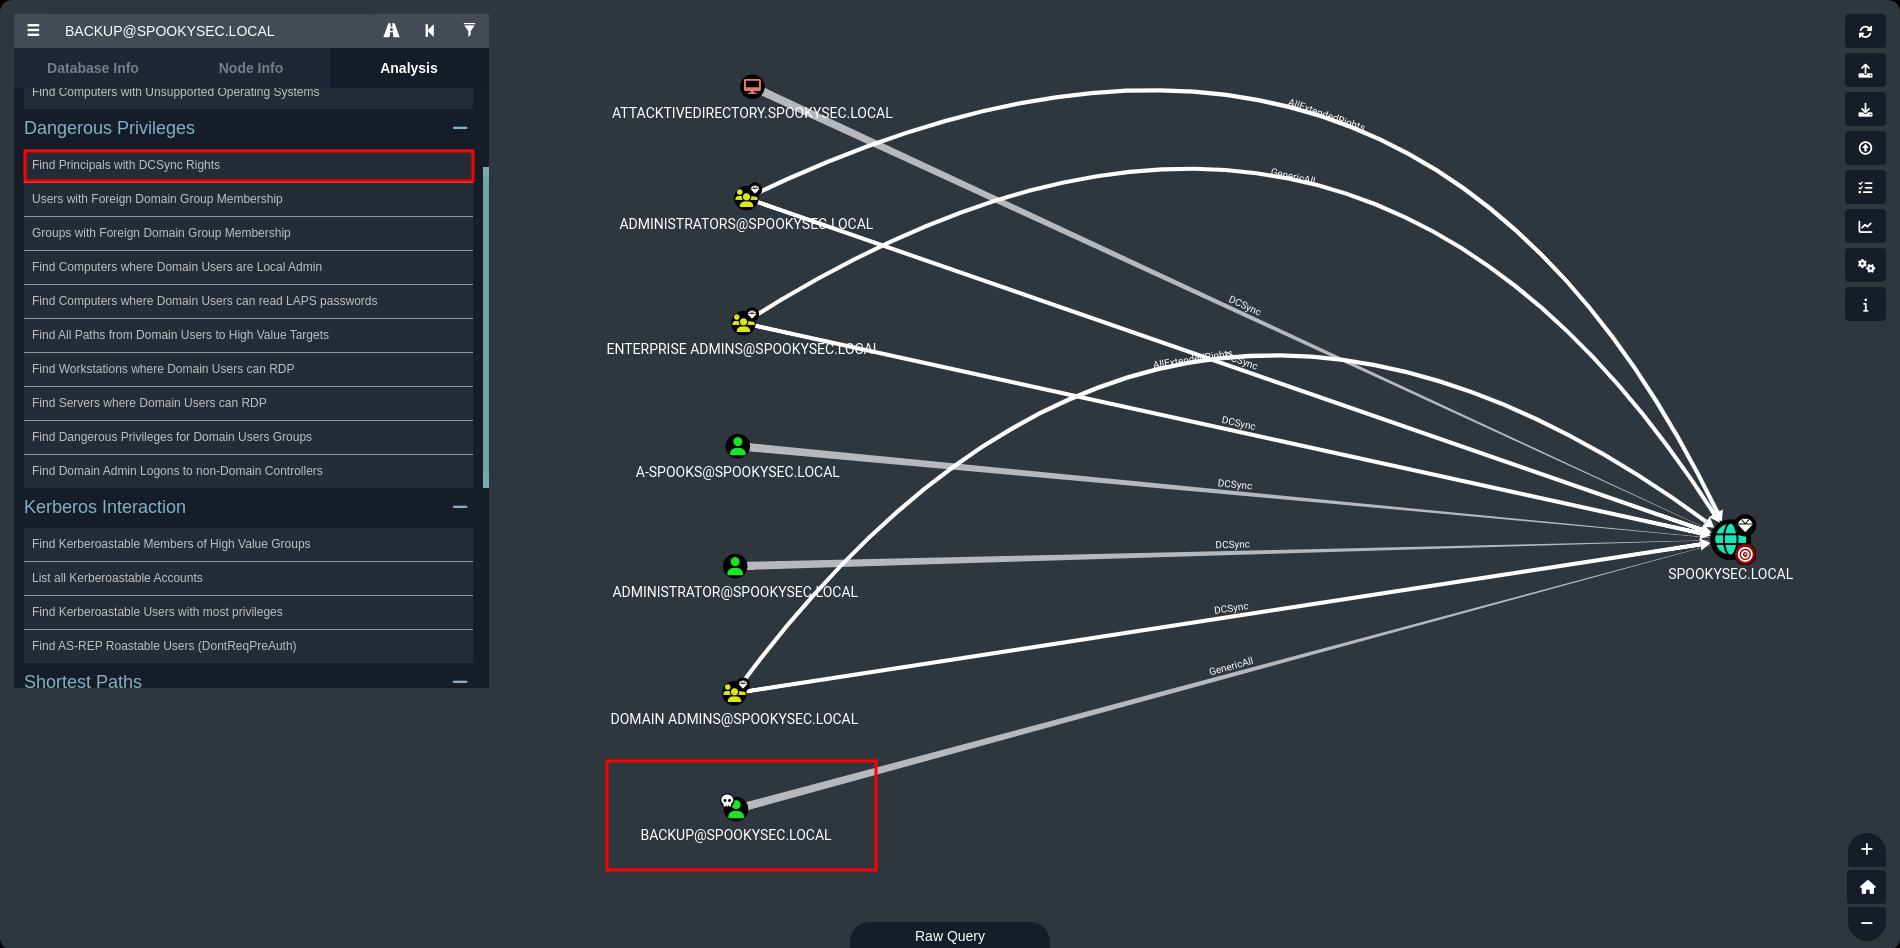 BACKUP@SPOOKYSEC.LOCAL
Database Info
Node Info
Analysis
Find Computers with Unsupported Operating Systems
Dangerous Privileges
Find Principals with DCSync Rights
Users with Foreign Domain Group Membership
Groups with Foreign Domain Group Membership
Find Computers where Domain Users are Local Admin
Find Computers where Domain Users can read LAPS passwords
Find All Paths from Domain Users to High Value Targets
Find Workstations where Domain Users can RDP
Find Servers where Domain Users can RDP
Find Dangerous Privileges for Domain Users Groups
Find Domain Admin Logons to non-Domain Controllers
Kerberos Interaction
Find Kerberoastable Members of High Value Groups
List all Kerberoastable Accounts
Find Kerberoastable Users with most privileges
Find AS-REP Roastable Users (DontReqPreAuth)
Shortest Paths
ATTACKTIVEDIRECTORY.SPOOKYSEC.LOCAL
AllExtendedRights
GenericAll
ADMINISTRATORS@SPOOKYSEC.LOCAL
DCSync
ENTERPRISE ADMINS@SPOOKYSEC.LOCAL
AllExtendedRights
DCSync
DCSync
A-SPOOKS@SPOOKYSEC.LOCAL
DCSync
DCSync
ADMINISTRATOR@SPOOKYSEC.LOCAL
SPOOKYSEC.LOCAL
DCSync
GenericAll
DOMAIN ADMINS@SPOOKYSEC.LOCAL
BACKUP@SPOOKYSEC.LOCAL
Raw Query